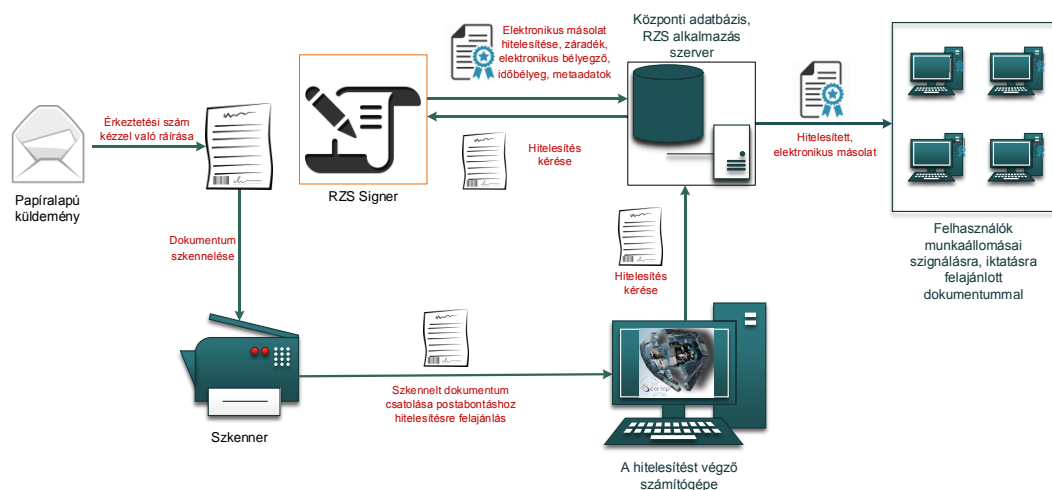 Központi adatbázis,
RZS alkalmazás
szerver
Elektronikus másolat
hitelesítése, záradék,
elektronikus bélyegző,
időbélyeg, metaadatok
Érkeztetési szám
kézzel való ráírása
Hitelesítés
kérése
Hitelesített,
elektronikus másolat
Papíralapú
küldemény
RZS Signer
Felhasználók
munkaállomásai
szignálásra, iktatásra
felajánlott
dokumentummal
Dokumentum
szkennelése
Hitelesítés
kérése
Szkennelt dokumentum
csatolása postabontáshoz
hitelesítésre felajánlás
Szkenner
A hitelesítést végző
számítógépe